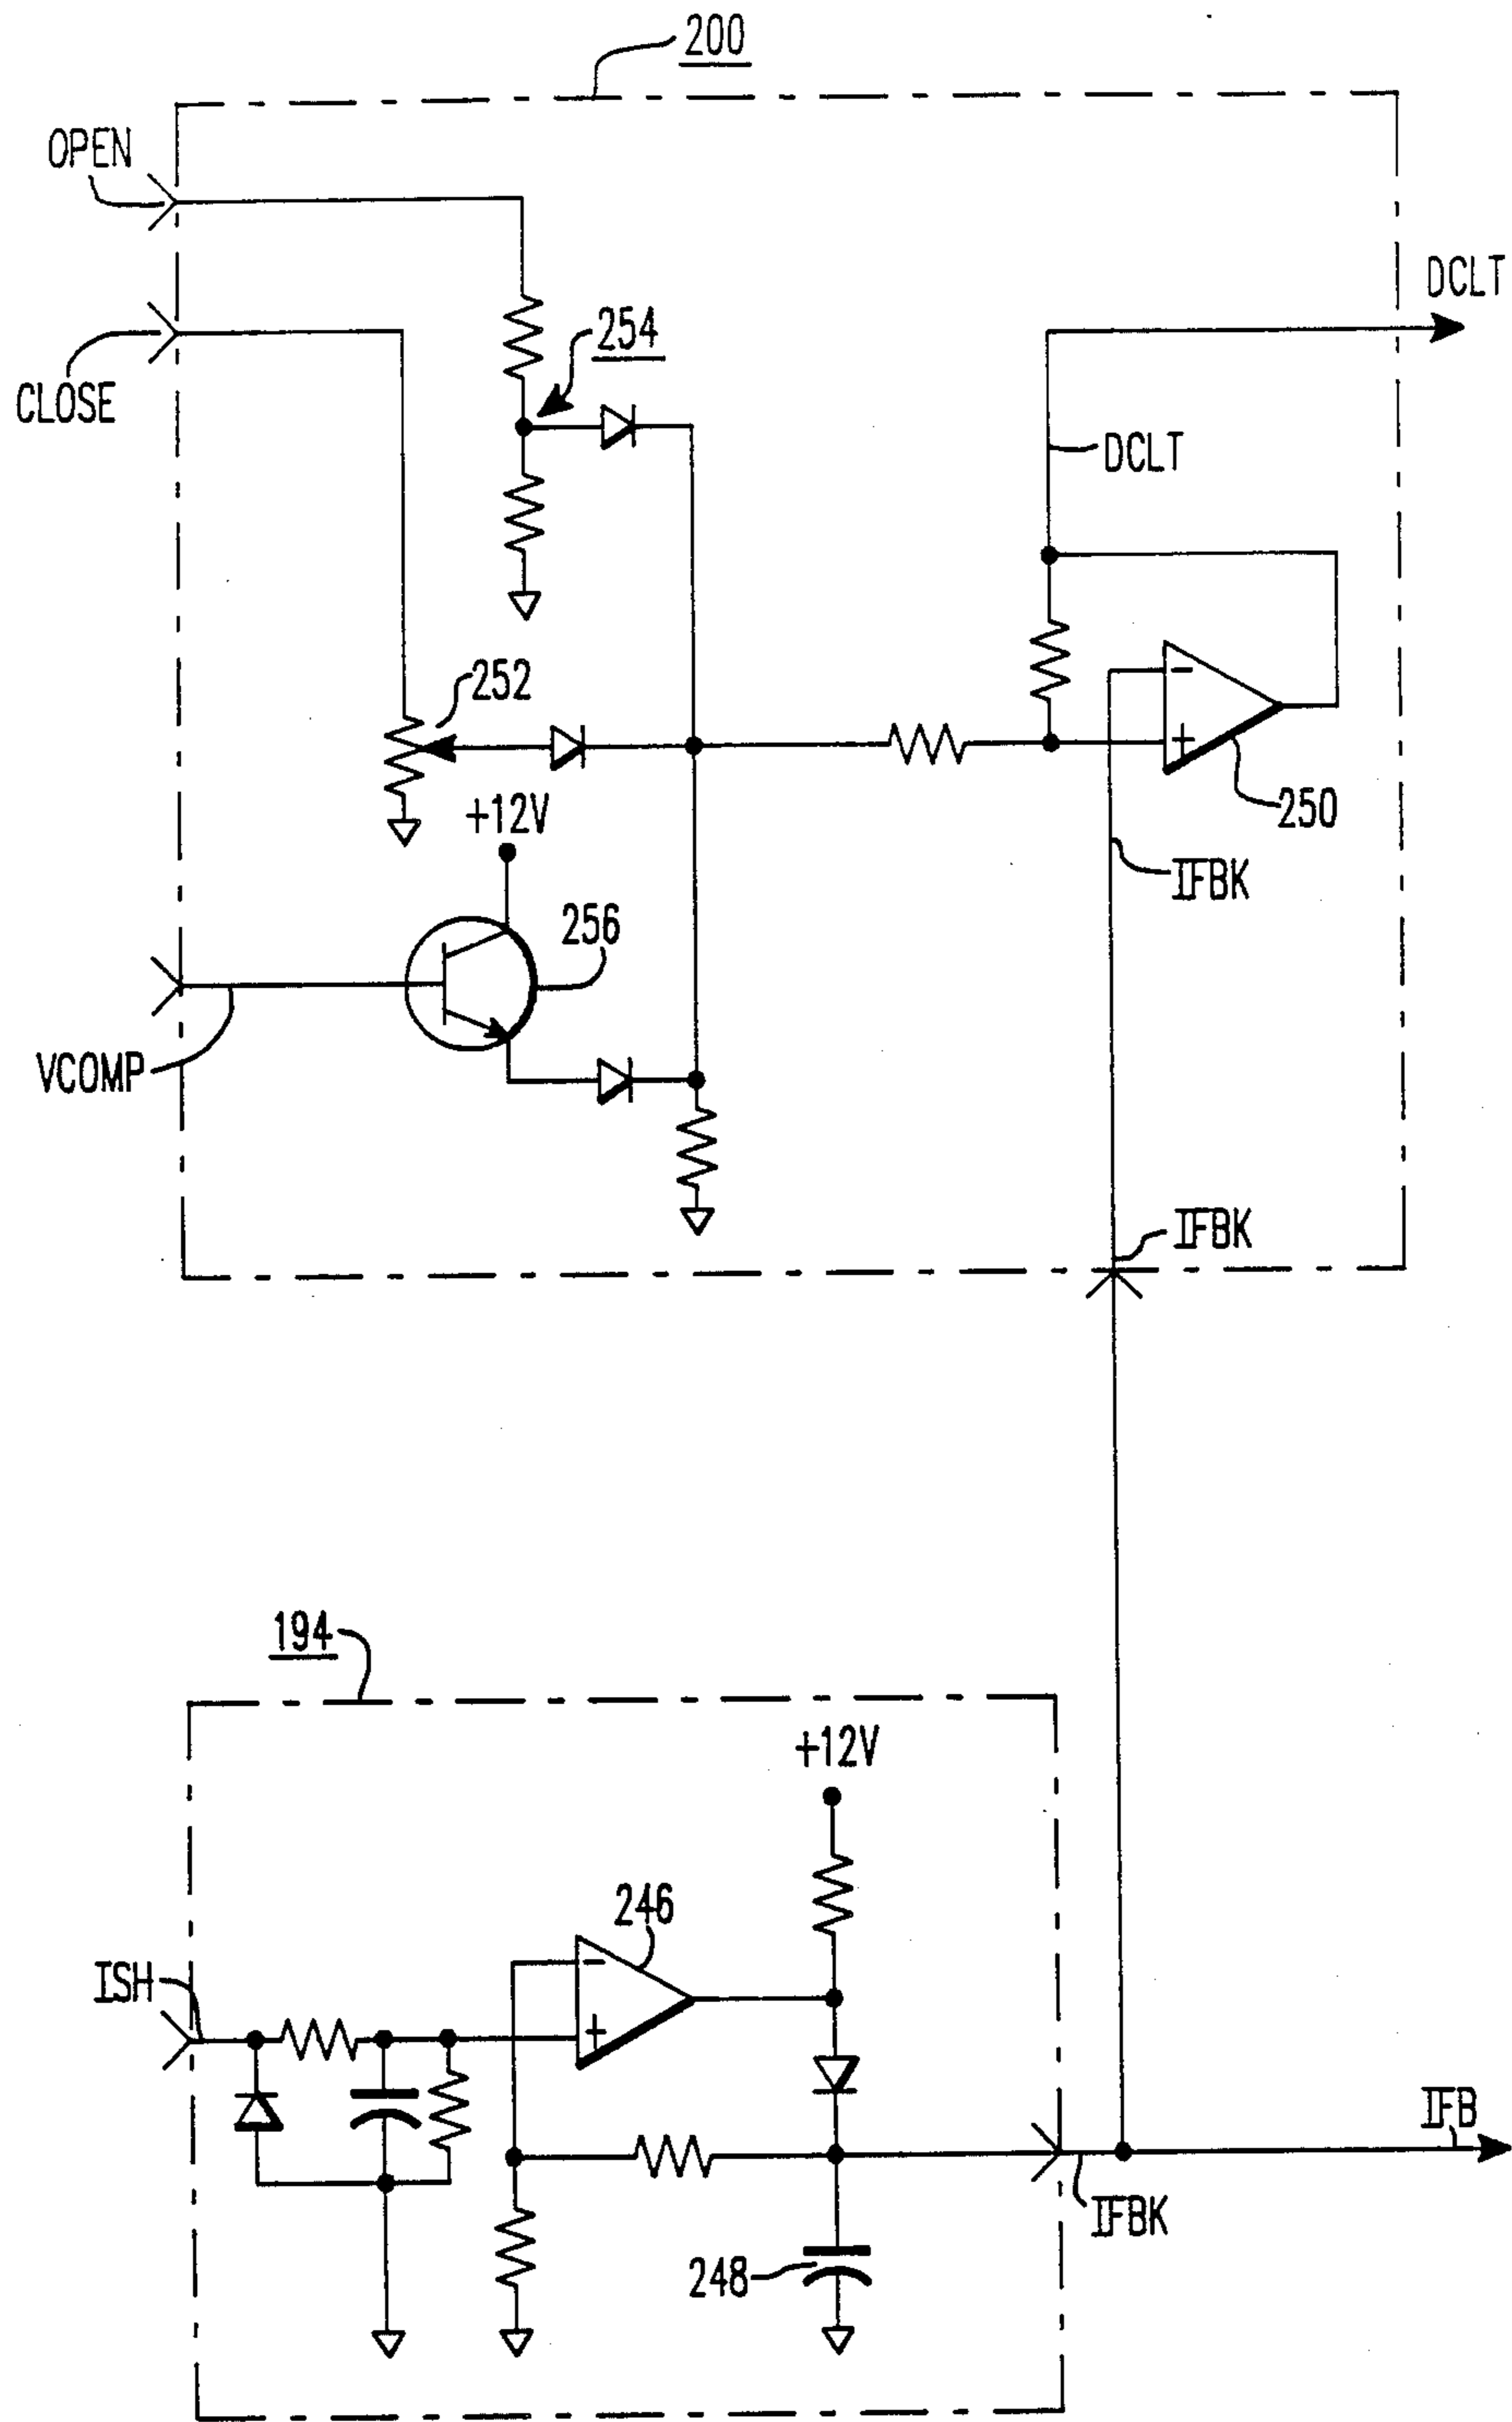 200
OPEN
DCLT
254
CLOSE
DCLT
252
+12V
250
IFBK
256
VCOMP
IFBK
194
+12V
246
ISH
IFB
IFBK
248
-
+
-
+